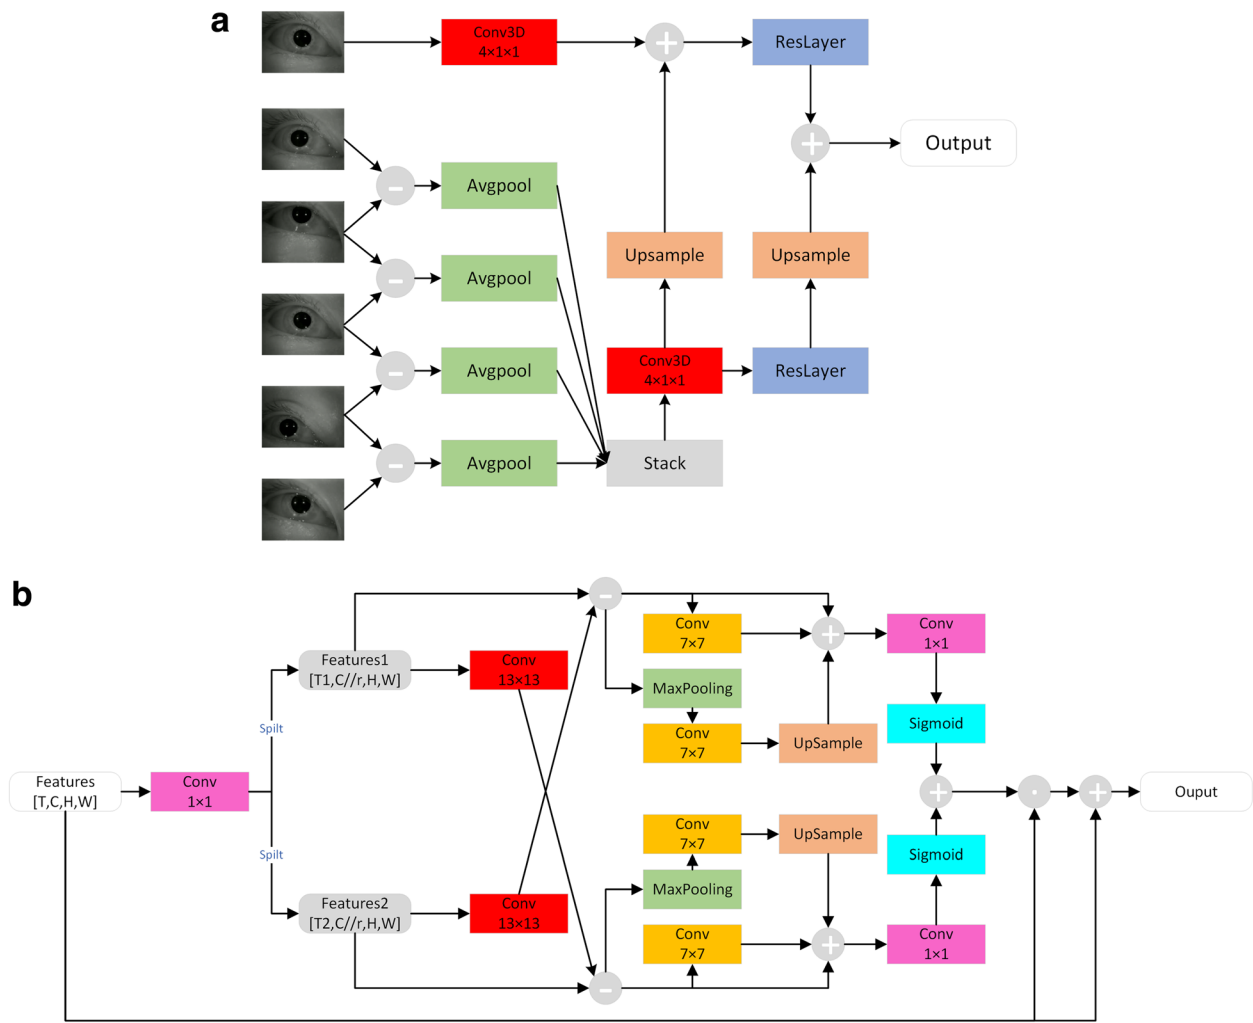 a
Conv3D
4×1×1
+
ResLayer
+
Output
-
Avgpool
-
Avgpool
Upsample
Upsample
-
Avgpool
Conv3D
4×1×1
ResLayer
-
Avgpool
Stack
b
Features
[T,C,H,W]
Conv
1×1
Spilt
Spilt
Features1
[T1,C//r,H,W]
Conv
13×13
Features2
[T2,C//r,H,W]
Conv
13×13
-
Conv
7×7
+
Conv
1×1
MaxPooling
Conv
7×7
UpSample
Sigmoid
+
·
+
Ouput
Conv
7×7
UpSample
Sigmoid
MaxPooling
Conv
7×7
+
Conv
1×1
-